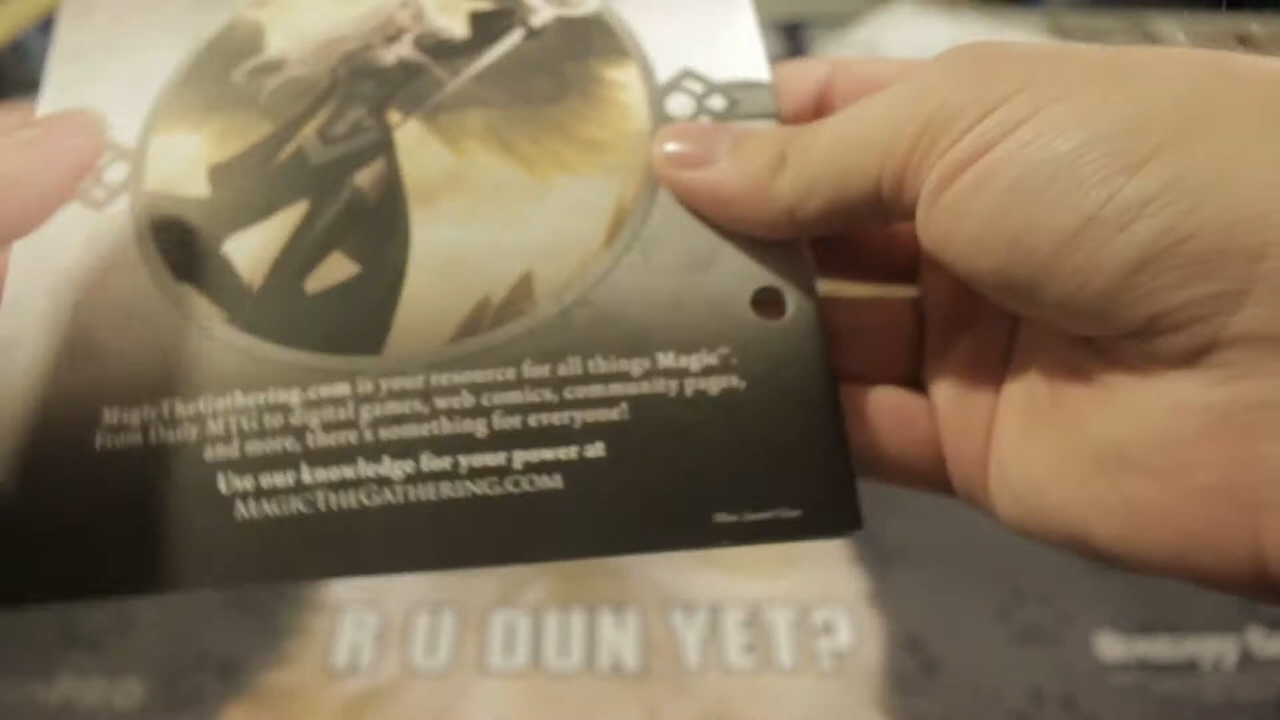 MagicTheGathering.com is your resource for all things Magic™.
From Daily MTG to digital games, web comics, community pages,
and more, there's something for everyone!
Use our knowledge for your power at
MAGICTHEGATHERING.COM
R U DUN YET?